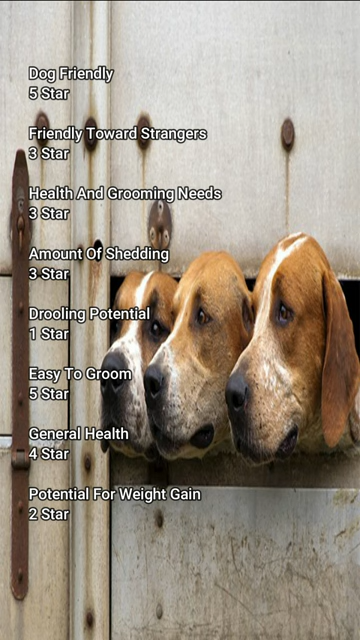 Dog Friendly
5 Star
Friendly Toward Strangers
3 Star
Health And Grooming Needs
3 Star
Amount Of Shedding
3 Star
Drooling Potential
1 Star
Easy To Groom
5 Star
General Health
4 Star
Potential For Weight Gain
2 Star